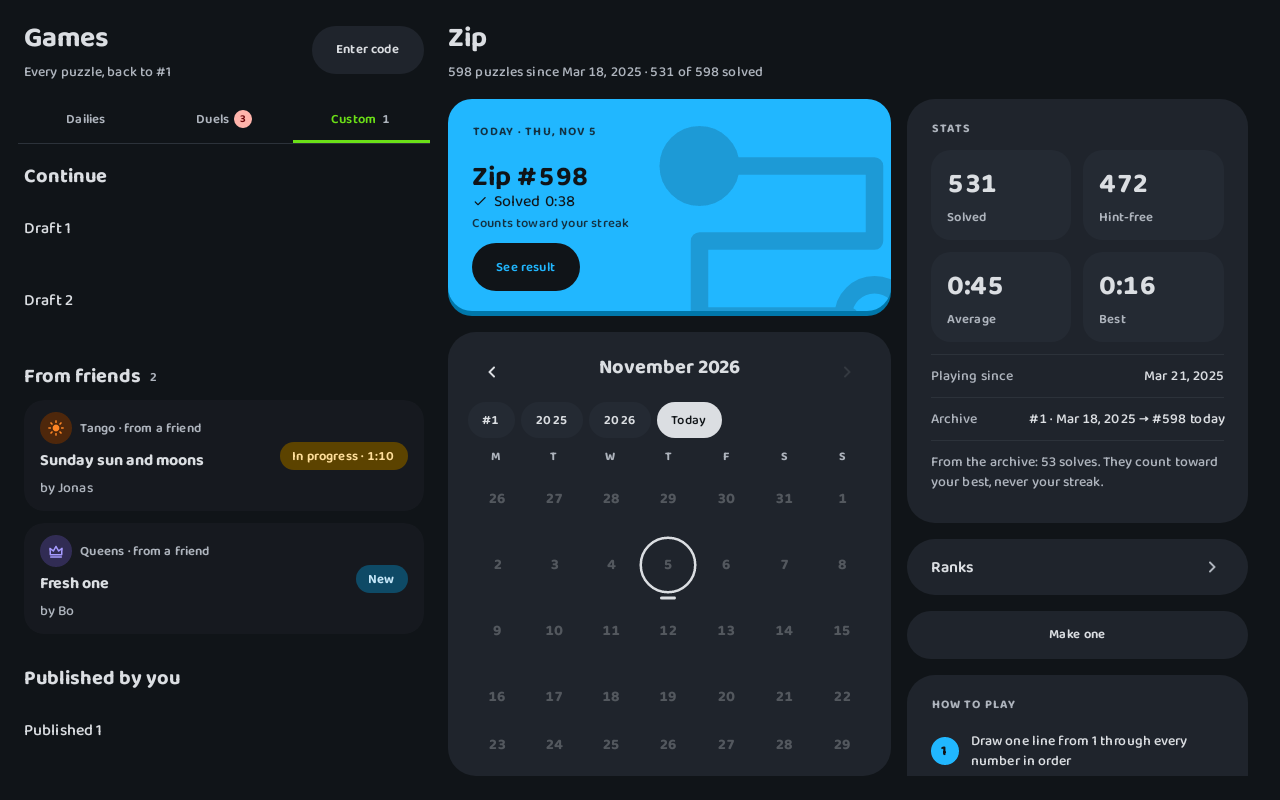 Games
Every puzzle, back to #1
Enter code
Dailies
Duels 3
Custom 1
Continue
Draft 1
Draft 2
From friends 2
Tango · from a friend
Sunday sun and moons
by Jonas
In progress · 1:10
Queens · from a friend
Fresh one
by Bo
New
Published by you
Published 1
Zip
598 puzzles since Mar 18, 2025 · 531 of 598 solved
TODAY · THU, NOV 5
Zip #598
✓ Solved 0:38
Counts toward your streak
See result
November 2026
#1 2025 2026 Today
M T W T F S S
26 27 28 29 30 31 1
2 3 4 5 6 7 8
9 10 11 12 13 14 15
16 17 18 19 20 21 22
23 24 25 26 27 28 29
STATS
531
Solved
472
Hint-free
0:45
Average
0:16
Best
Playing since Mar 21, 2025
Archive #1 · Mar 18, 2025 → #598 today
From the archive: 53 solves. They count toward
your best, never your streak.
Ranks
Make one
HOW TO PLAY
1 Draw one line from 1 through every
number in order